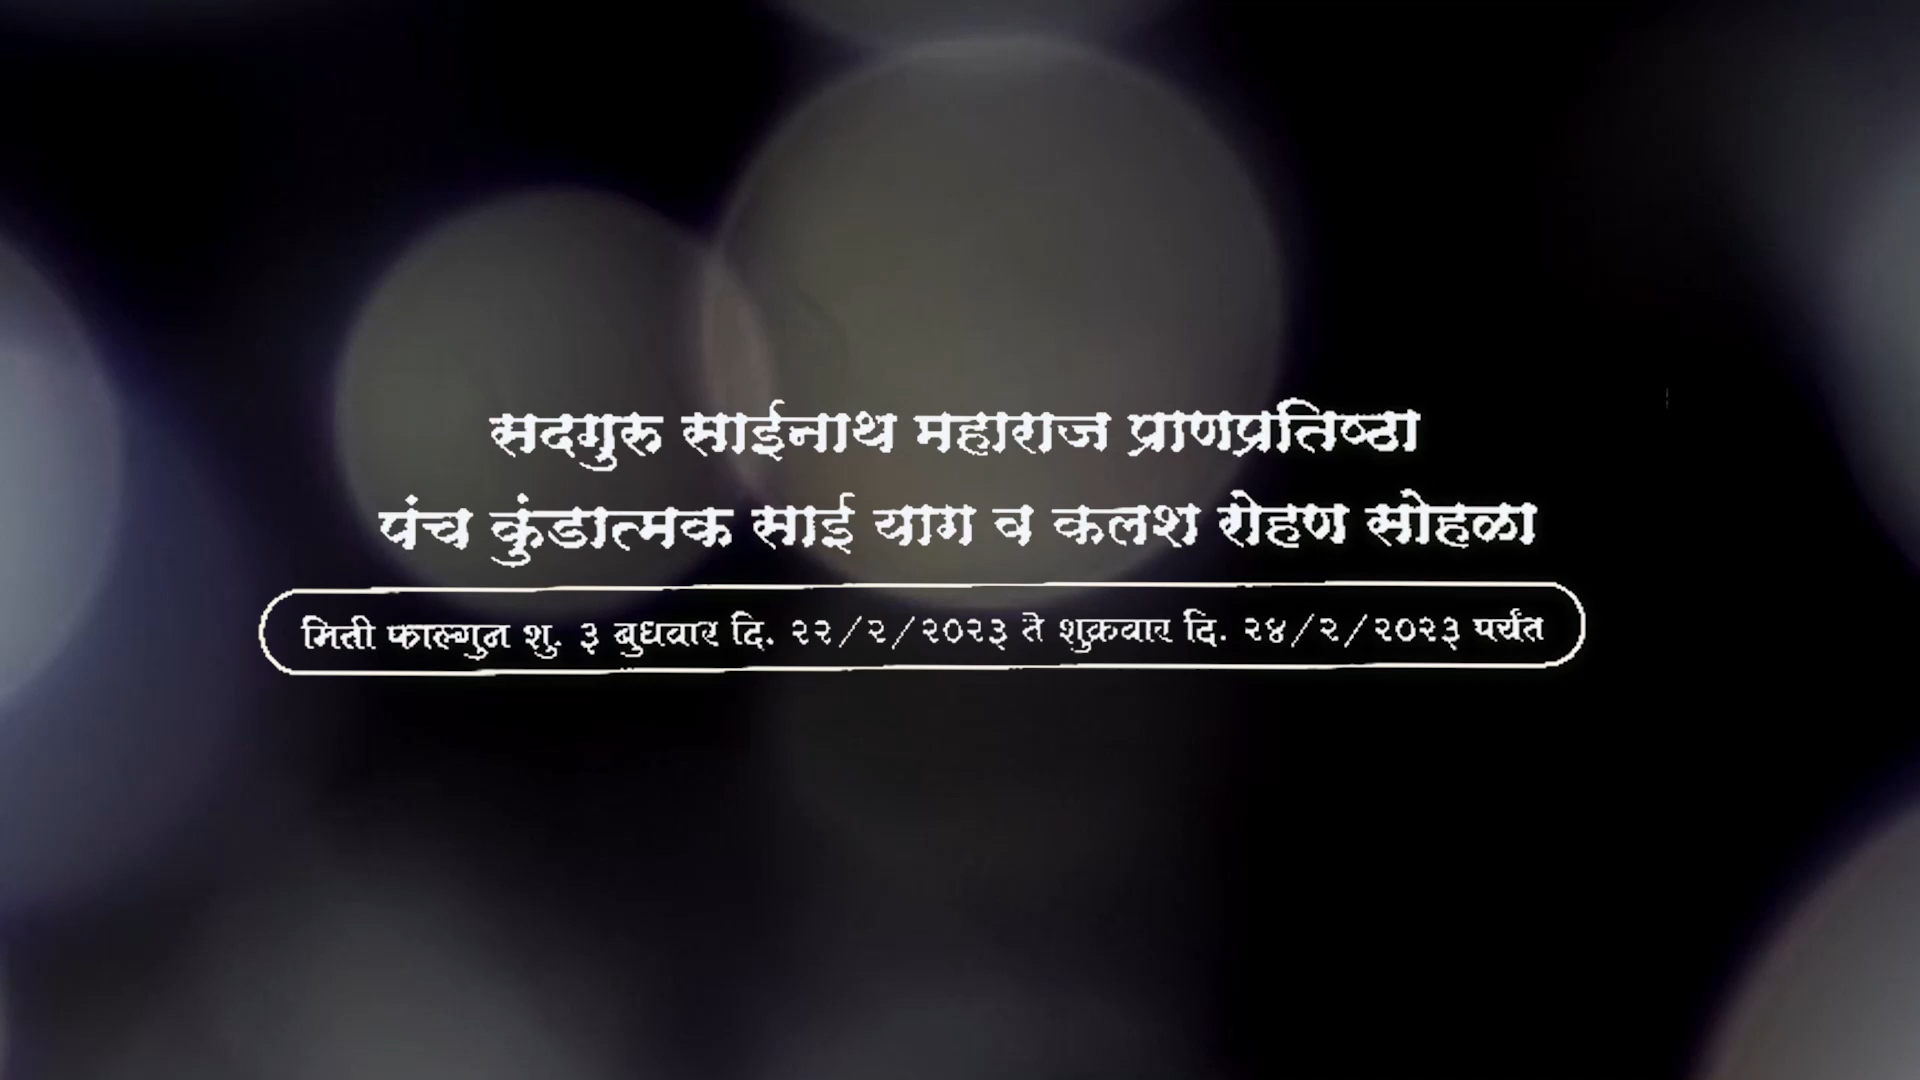 सदगुरु साईनाथ महाराज प्राणप्रतिष्ठा
पंच कुंडात्मक साई याग व कलश रोहण सोहळा
मिती फाल्गुन शु. ३ बुधवार दि. २२/२/२०२३ ते शुक्रवार दि. २४/२/२०२३ पर्यंत